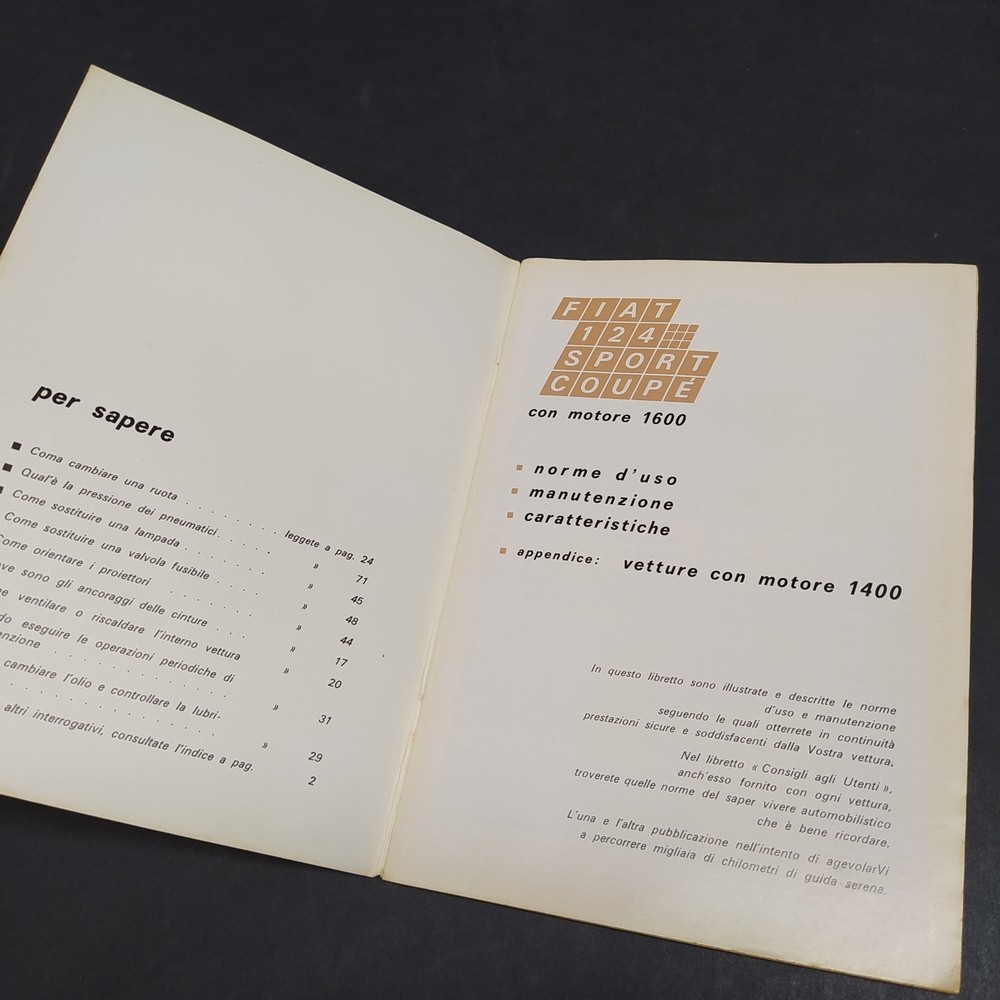 per sapere
■ Coma cambiare una ruota . . . . . . . . leggete a pag. 24
■ Qual'è la pressione dei pneumatici . . . . . » 71
■ Come sostituire una lampada . . . . . . » 45
Come sostituire una valvola fusibile . . . . » 48
Come orientare i proiettori . . . . . . » 44
sono gli ancoraggi delle cinture . . . » 17
ventilare o riscaldare l'interno vettura » 20
eseguire le operazioni periodiche di
. . . . . . . . . . » 31
cambiare l'olio e controllare la lubri-
. . . . . . . . . . » 29
altri interrogativi, consultate l'indice a pag. 2
FIAT
124
SPORT
COUPÉ
con motore 1600
norme d'uso
manutenzione
caratteristiche
appendice: vetture con motore 1400
In questo libretto sono illustrate e descritte le norme
d'uso e manutenzione
seguendo le quali otterrete in continuità
prestazioni sicure e soddisfacenti dalla Vostra vettura.
Nel libretto « Consigli agli Utenti »,
anch'esso fornito con ogni vettura,
troverete quelle norme del saper vivere automobilistico
che è bene ricordare.
L'una e l'altra pubblicazione nell'intento di agevolarVi
a percorrere migliaia di chilometri di guida serena.